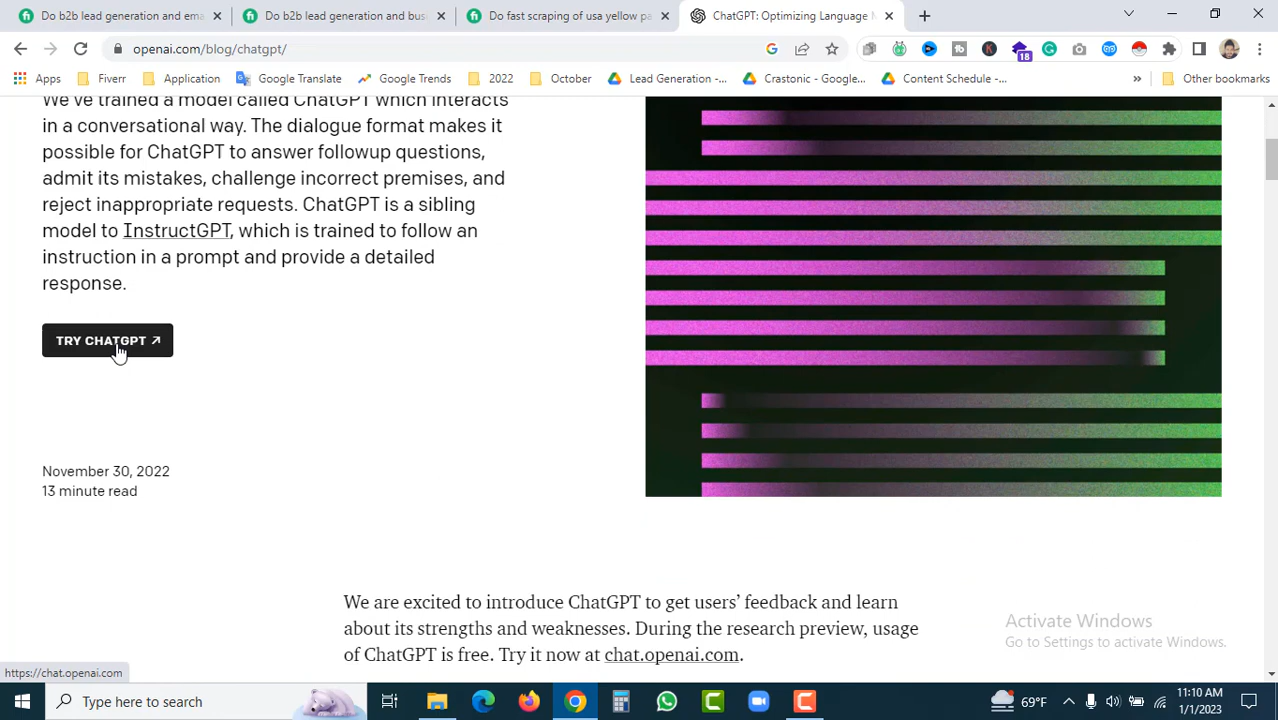 Do b2b lead generation and ema
Do b2b lead generation and bus
Do fast scraping of usa yellow pa
ChatGPT: Optimizing Language M
openai.com/blog/chatgpt/
18
Apps
Fiverr
Application
Google Translate
Google Trends
2022
October
Lead Generation -...
Crastonic - Google...
Content Schedule -...
Other bookmarks
We've trained a model called ChatGPT which interacts
in a conversational way. The dialogue format makes it
possible for ChatGPT to answer followup questions,
admit its mistakes, challenge incorrect premises, and
reject inappropriate requests. ChatGPT is a sibling
model to InstructGPT, which is trained to follow an
instruction in a prompt and provide a detailed
response.
TRY CHATGPT ↗
November 30, 2022
13 minute read
We are excited to introduce ChatGPT to get users' feedback and learn
about its strengths and weaknesses. During the research preview, usage
of ChatGPT is free. Try it now at chat.openai.com.
Activate Windows
Go to Settings to activate Windows.
https://chat.openai.com
Type here to search
69°F
11:10 AM
1/1/2023